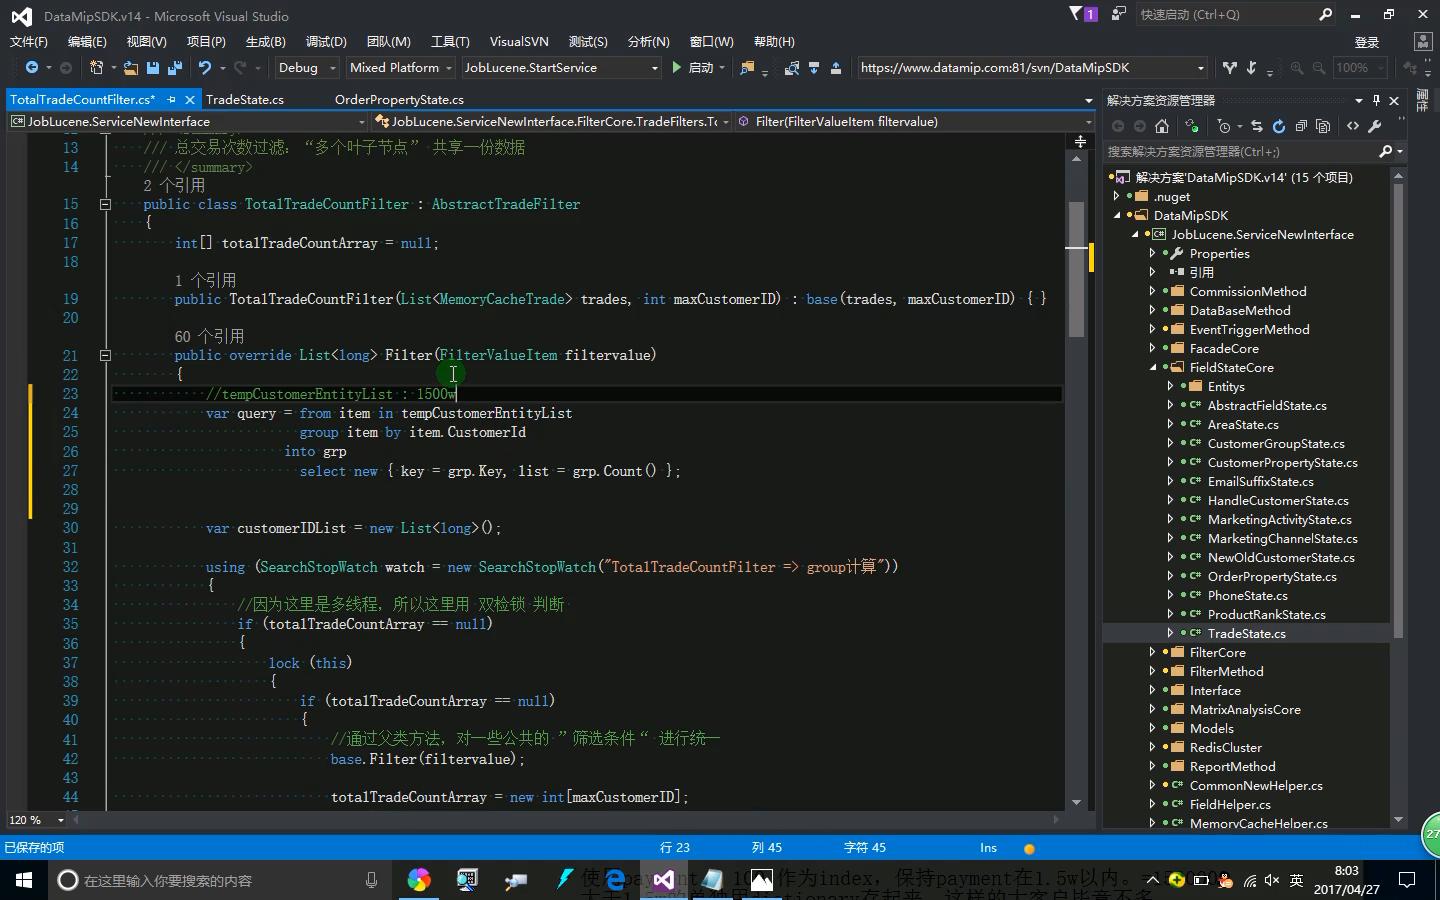 DataMipSDK.v14 - Microsoft Visual Studio
1
快速启动 (Ctrl+Q)
文件(F) 编辑(E) 视图(V) 项目(P) 生成(B) 调试(D) 团队(M) 工具(T) VisualSVN 测试(S) 分析(N) 窗口(W) 帮助(H)
登录
Debug Mixed Platform JobLucene.StartService 启动 https://www.datamip.com:81/svn/DataMipSDK 100%
TotalTradeCountFilter.cs* TradeState.cs OrderPropertyState.cs
JobLucene.ServiceNewInterface JobLucene.ServiceNewInterface.FilterCore.TradeFilters.To Filter(FilterValueItem filtervalue)
13 /// 总交易次数过滤: “多个叶子节点” 共享一份数据
14 /// </summary>
2 个引用
15 public class TotalTradeCountFilter : AbstractTradeFilter
16 {
17 int[] totalTradeCountArray = null;
18
1 个引用
19 public TotalTradeCountFilter(List<MemoryCacheTrade> trades, int maxCustomerID) : base(trades, maxCustomerID) { }
20
60 个引用
21 public override List<long> Filter(FilterValueItem filtervalue)
22 {
23 //tempCustomerEntityList : 1500w
24 var query = from item in tempCustomerEntityList
25 group item by item.CustomerId
26 into grp
27 select new { key = grp.Key, list = grp.Count() };
28
29
30 var customerIDList = new List<long>();
31
32 using (SearchStopWatch watch = new SearchStopWatch("TotalTradeCountFilter => group计算"))
33 {
34 //因为这里是多线程，所以这里用 双检锁 判断
35 if (totalTradeCountArray == null)
36 {
37 lock (this)
38 {
39 if (totalTradeCountArray == null)
40 {
41 //通过父类方法，对一些公共的 ”筛选条件“ 进行统一
42 base.Filter(filtervalue);
43
44 totalTradeCountArray = new int[maxCustomerID];
120 %
解决方案资源管理器
属性
搜索解决方案资源管理器(Ctrl+;)
解决方案'DataMipSDK.v14' (15 个项目)
.nuget
DataMipSDK
JobLucene.ServiceNewInterface
Properties
引用
CommissionMethod
DataBaseMethod
EventTriggerMethod
FacadeCore
FieldStateCore
Entitys
AbstractFieldState.cs
AreaState.cs
CustomerGroupState.cs
CustomerPropertyState.cs
EmailSuffixState.cs
HandleCustomerState.cs
MarketingActivityState.cs
MarketingChannelState.cs
NewOldCustomerState.cs
OrderPropertyState.cs
PhoneState.cs
ProductRankState.cs
TradeState.cs
FilterCore
FilterMethod
Interface
MatrixAnalysisCore
Models
RedisCluster
ReportMethod
CommonNewHelper.cs
FieldHelper.cs
MemoryCacheHelper.cs
27
已保存的项 行 23 列 45 字符 45 Ins
在这里输入你要搜索的内容
作为index，保持payment在1.5w以内。
英
8:03
2017/04/27